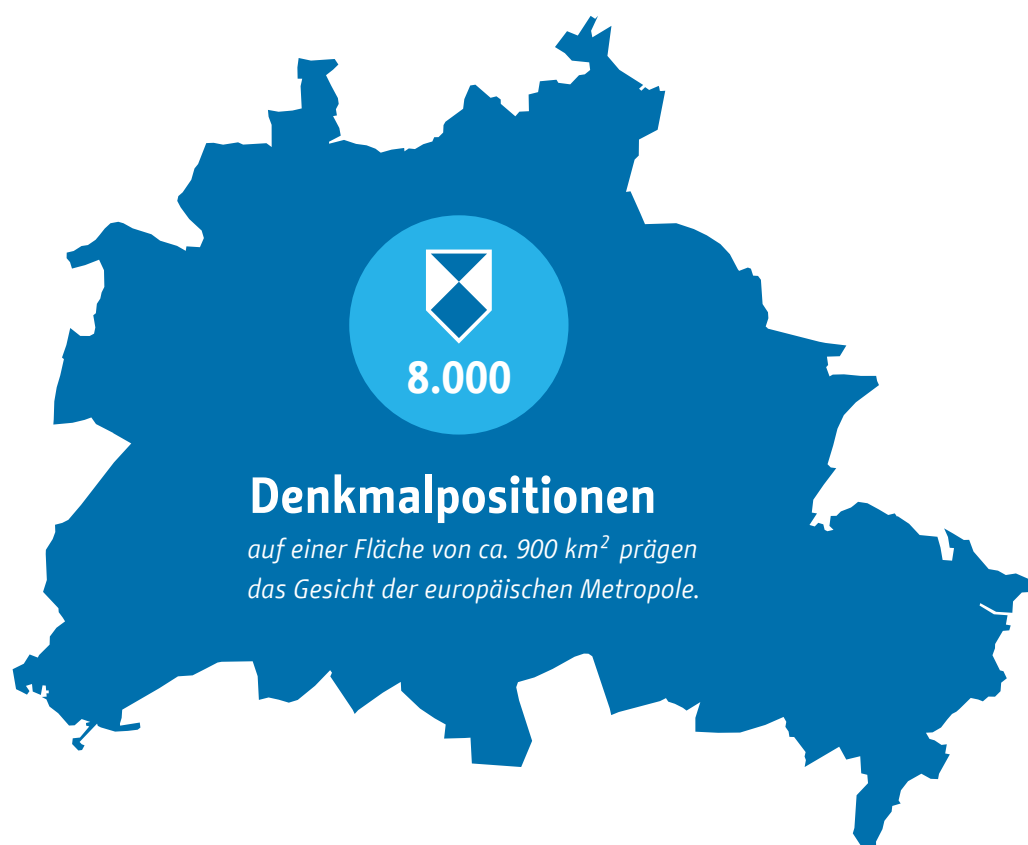 8.000
Denkmalpositionen
auf einer Fläche von ca. 900 km² prägen
das Gesicht der europäischen Metropole.